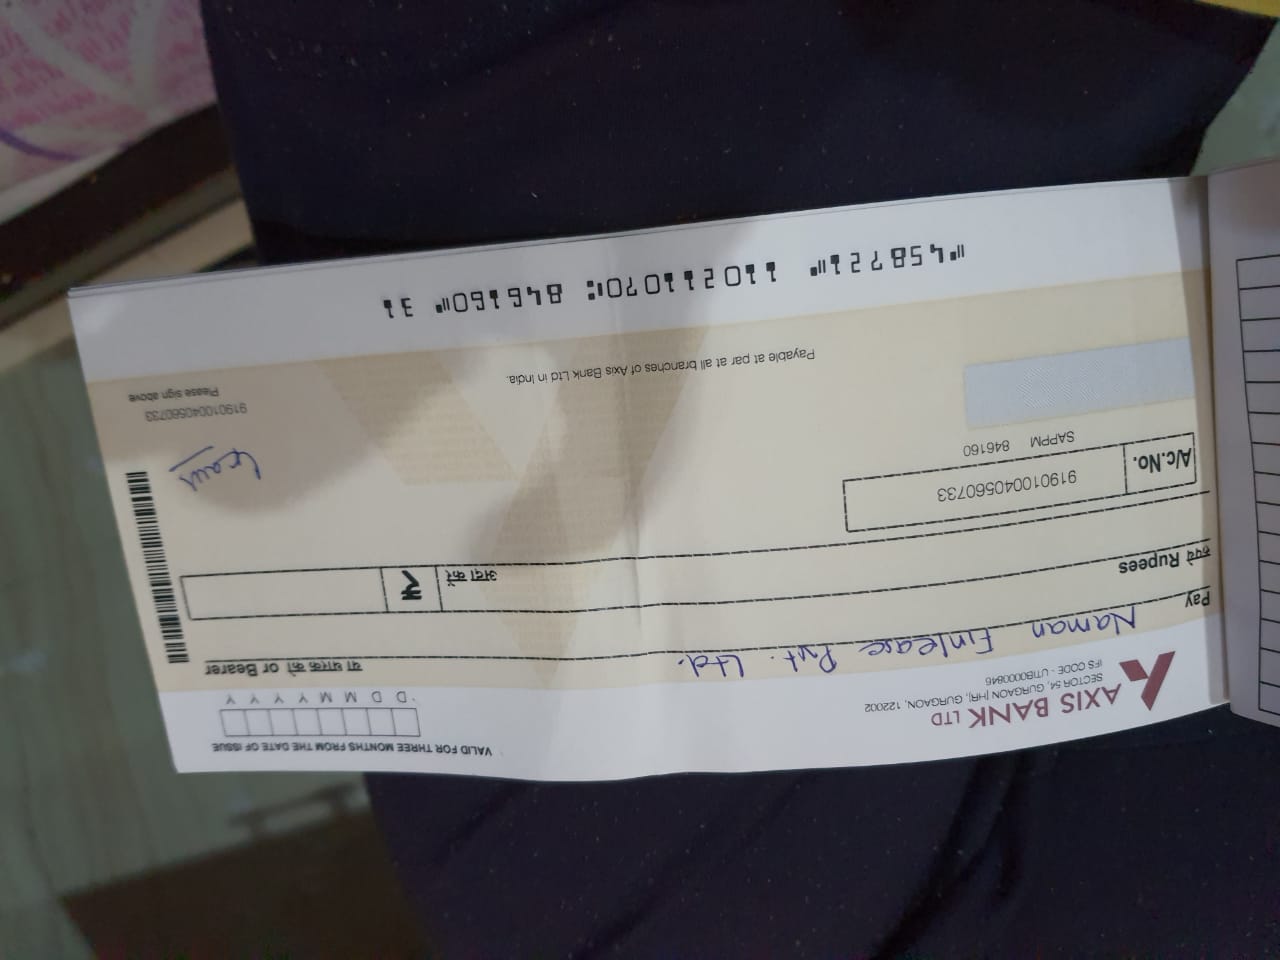 VALID FOR THREE MONTHS FROM THE DATE OF ISSUE
D D M M Y Y Y Y
AXIS BANK LTD
SECTOR 54, GURGAON [HR], GURGAON, 122002
IFS CODE - UTIB0000846
Pay Naman Finlease Pvt. Ltd. या धारक को or Bearer
रुपये Rupees
अदा करें ₹
A/c.No. 919010040560733
SAPPM 846160
Payable at par at all branches of Axis Bank Ltd in India.
919010040560733
Please sign above
⑈458721⑈ 110211070⑆ 846160⑈ 31